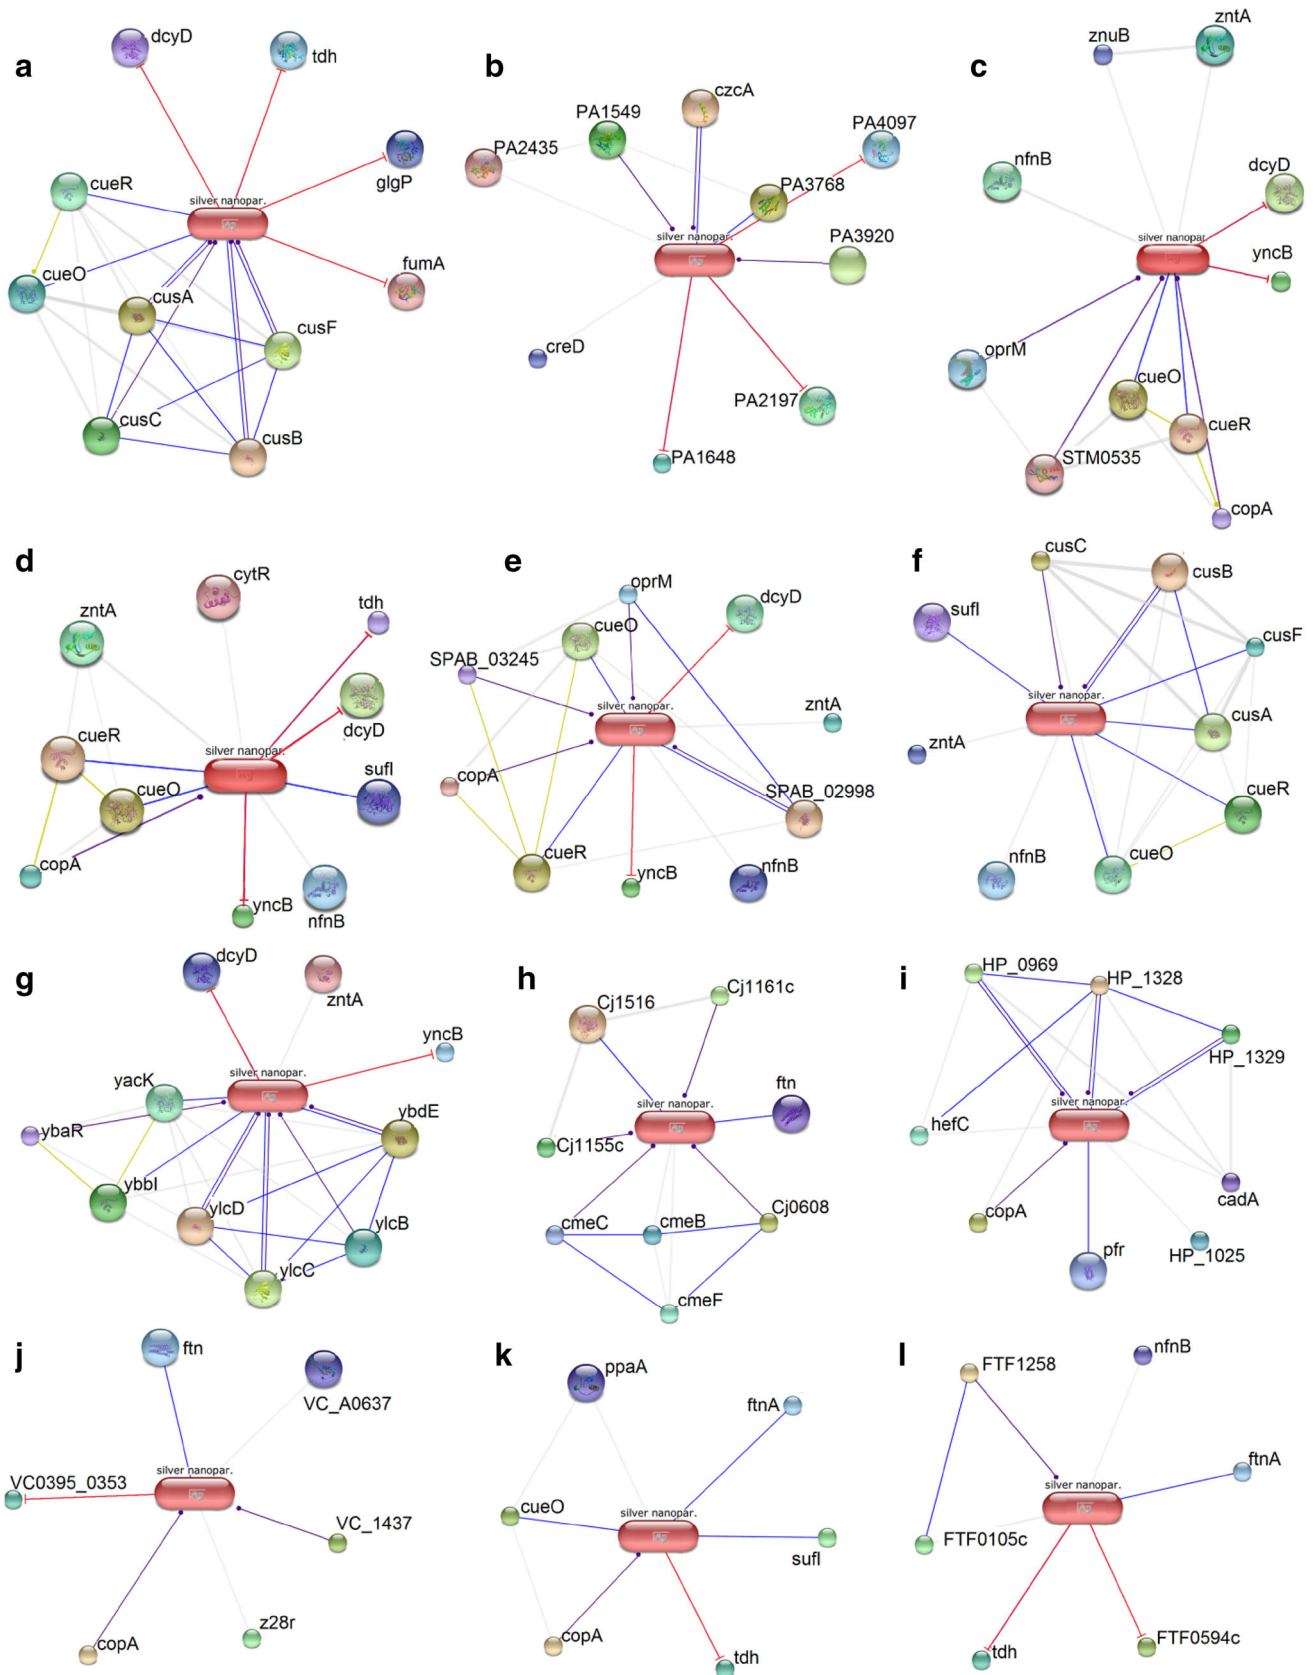 a
dcyD
tdh
glgP
cueR
silver nanopar.
cueO
fumA
cusA
cusF
cusC
cusB
b
czcA
PA1549
PA4097
PA2435
PA3768
PA3920
silver nanopar.
creD
PA2197
PA1648
c
znuB
zntA
nfnB
dcyD
silver nanopar
yncB
oprM
cueO
cueR
STM0535
copA
d
cytR
zntA
tdh
dcyD
cueR
silver nanopar.
sufI
cueO
copA
yncB
nfnB
e
oprM
dcyD
cueO
SPAB_03245
silver nanopar.
zntA
copA
SPAB_02998
cueR
yncB
nfnB
f
cusC
cusB
sufI
cusF
silver nanopar.
cusA
zntA
cueR
nfnB
cueO
g
dcyD
zntA
yncB
silver nanopar.
yacK
ybdE
ybaR
ybbI
ylcD
ylcB
ylcC
h
Cj1516
Cj1161c
ftn
silver nanopar.
Cj1155c
cmeC
cmeB
Cj0608
cmeF
i
HP_0969
HP_1328
HP_1329
silver nanopar.
hefC
cadA
copA
HP_1025
pfr
j
ftn
VC_A0637
silver nanopar.
VC0395_0353
VC_1437
z28r
copA
k
ppaA
ftnA
cueO
silver nanopar.
sufI
copA
tdh
l
nfnB
FTF1258
ftnA
silver nanopar.
FTF0105c
FTF0594c
tdh